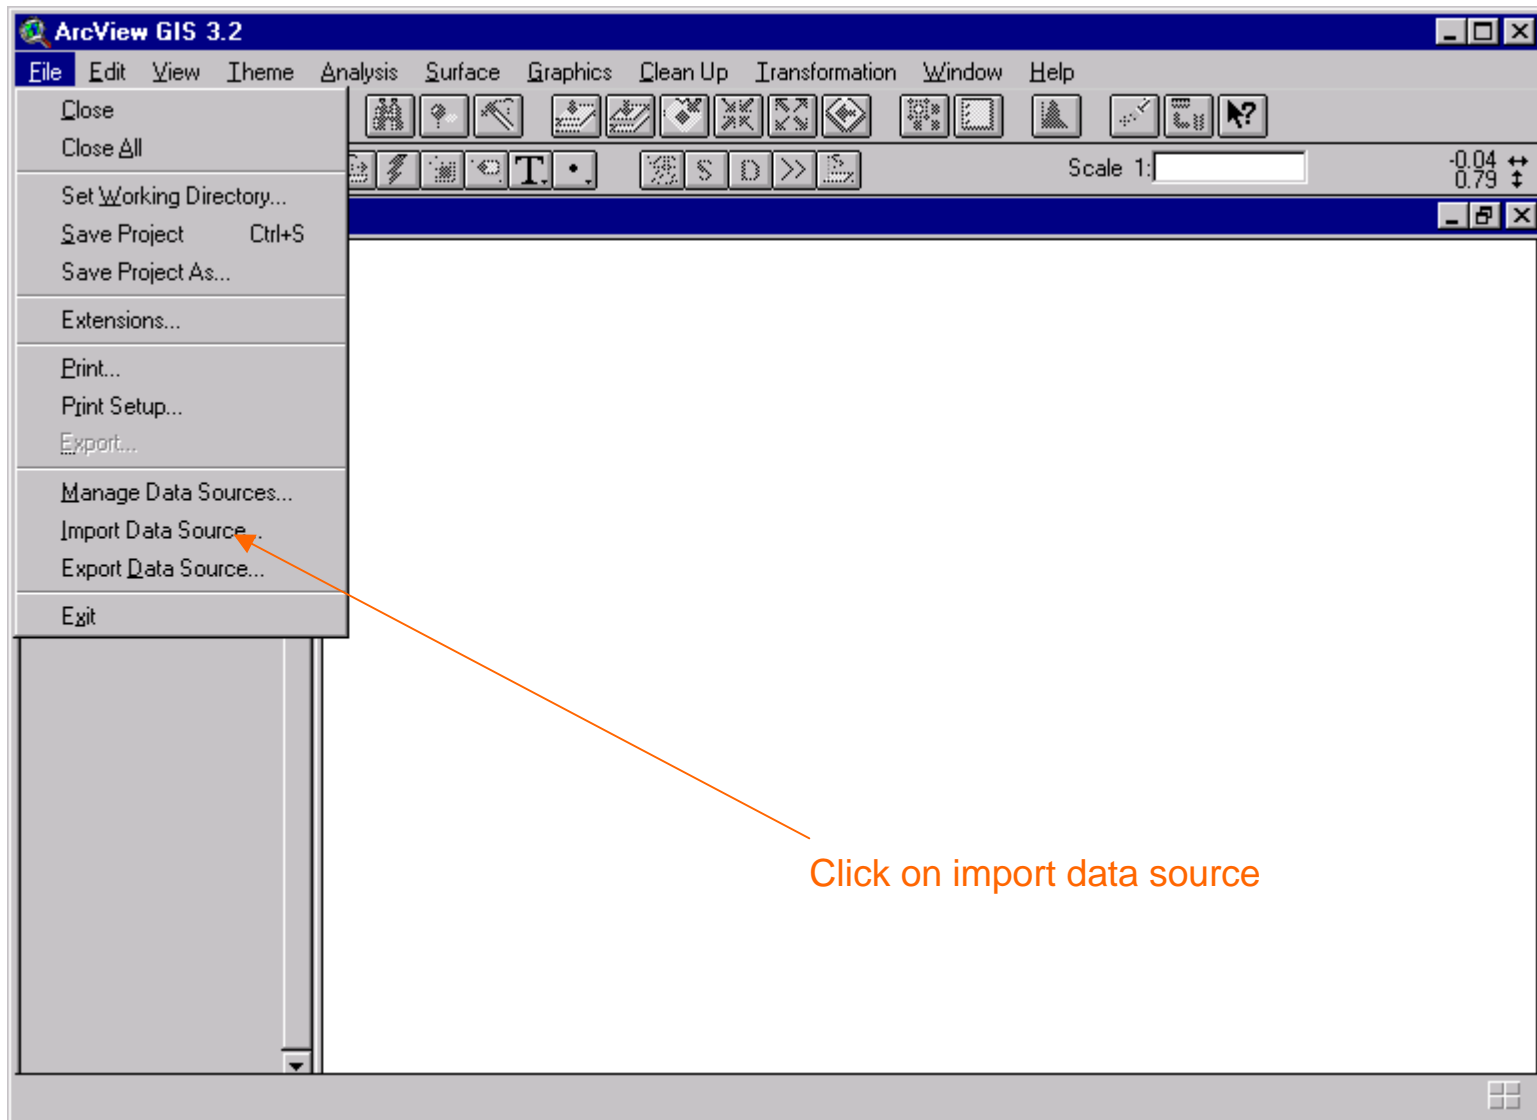 ArcView GIS 3.2
File Edit View Theme Analysis Surface Graphics Clean Up Transformation Window Help
Close
Close All
T S D >> S
Scale 1: -0.04
0.79
Set Working Directory...
Save Project Ctrl+S
Save Project As...
Extensions...
Print...
Print Setup...
Export...
Manage Data Sources...
Import Data Source...
Export Data Source...
Exit
Click on import data source